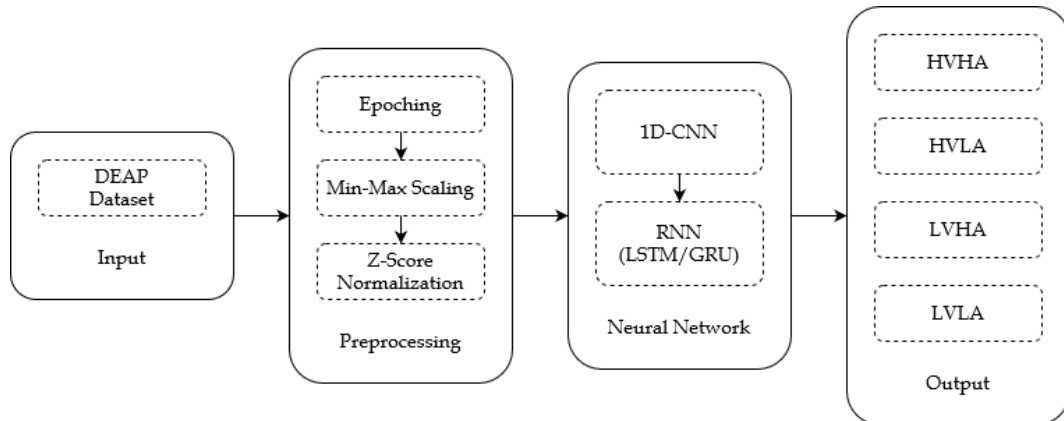 DEAP
Dataset
Input
Epoching
Min-Max Scaling
Z-Score
Normalization
Preprocessing
1D-CNN
RNN
(LSTM/GRU)
Neural Network
HVHA
HVLA
LVHA
LVLA
Output